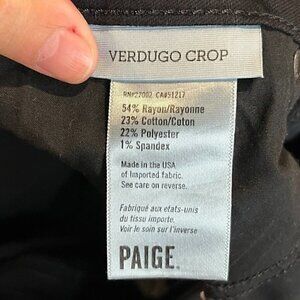 VERDUGO CROP
RN#27002 CA#51217
54% Rayon/Rayonne
23% Cotton/Coton
22% Polyester
1% Spandex
Made in the USA
of Imported fabric.
See care on reverse.
Fabriqué aux etats-unis
du tissu importe.
Voir le soin sur l'inverse
PAIGE